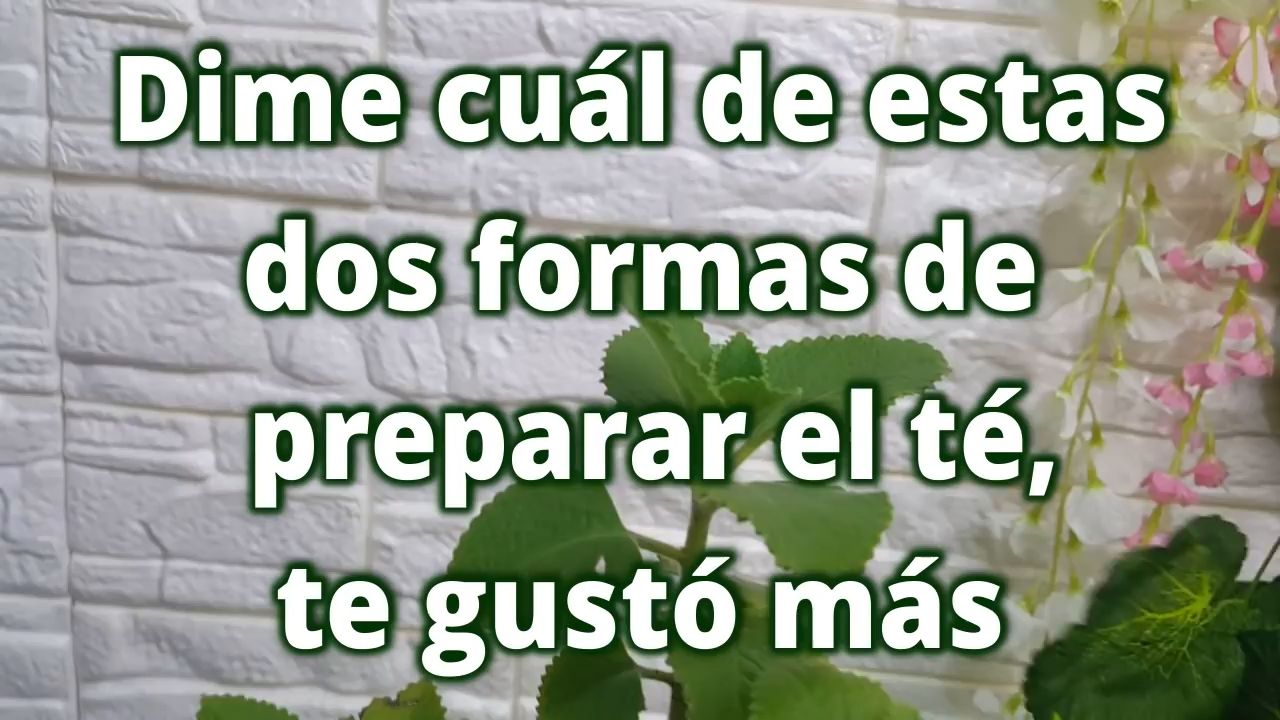 Dime cuál de estas
dos formas de
preparar el té,
te gustó más